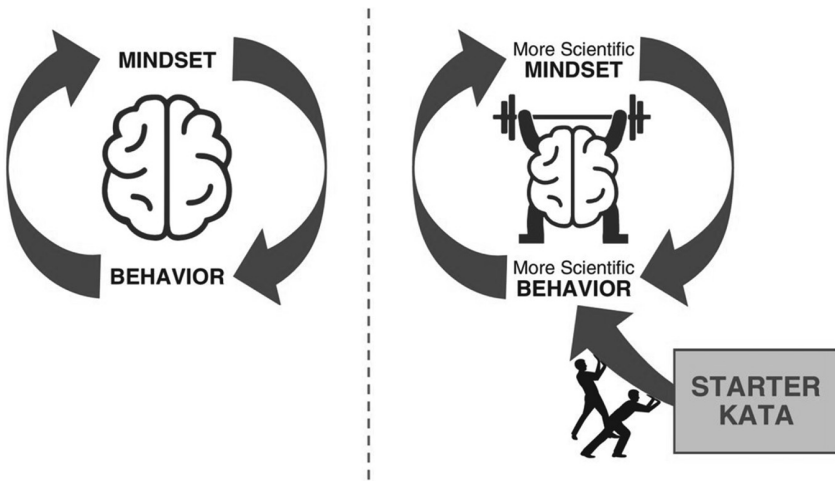 MINDSET
BEHAVIOR
More Scientific
MINDSET
More Scientific
BEHAVIOR
STARTER
KATA